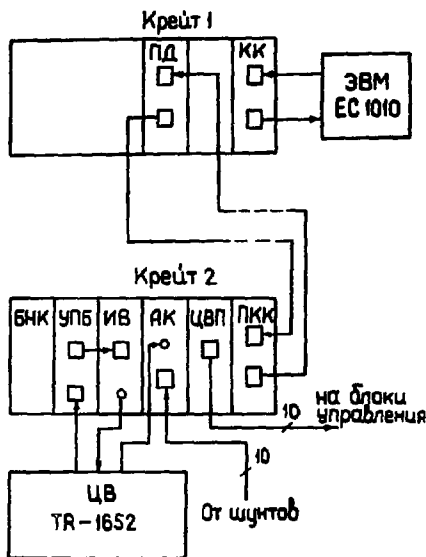 Крейт 1
ПД
КК
ЭВМ
ЕС 1010
Крейт 2
БНК
УПБ
ИВ
АК
ЦВП
ПКК
10
на блоки
управления
10
От шунтов
ЦВ
TR-1652